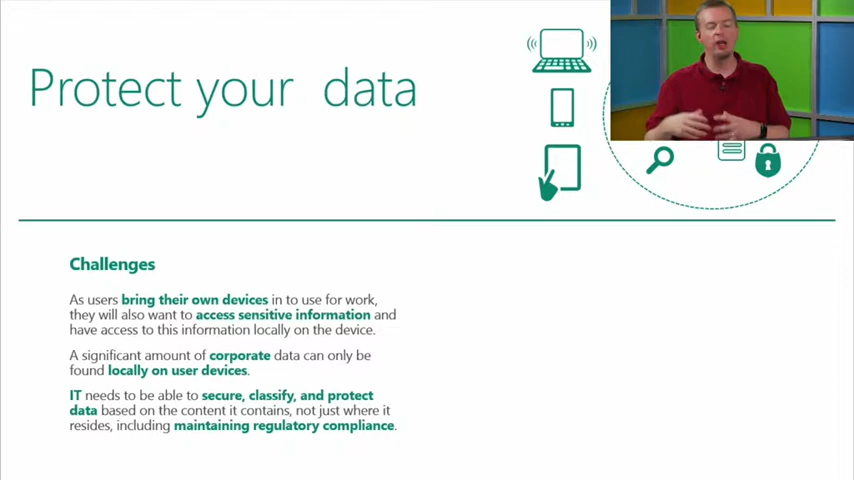 Protect your data
Challenges
As users bring their own devices in to use for work,
they will also want to access sensitive information and
have access to this information locally on the device.
A significant amount of corporate data can only be
found locally on user devices.
IT needs to be able to secure, classify, and protect
data based on the content it contains, not just where it
resides, including maintaining regulatory compliance.